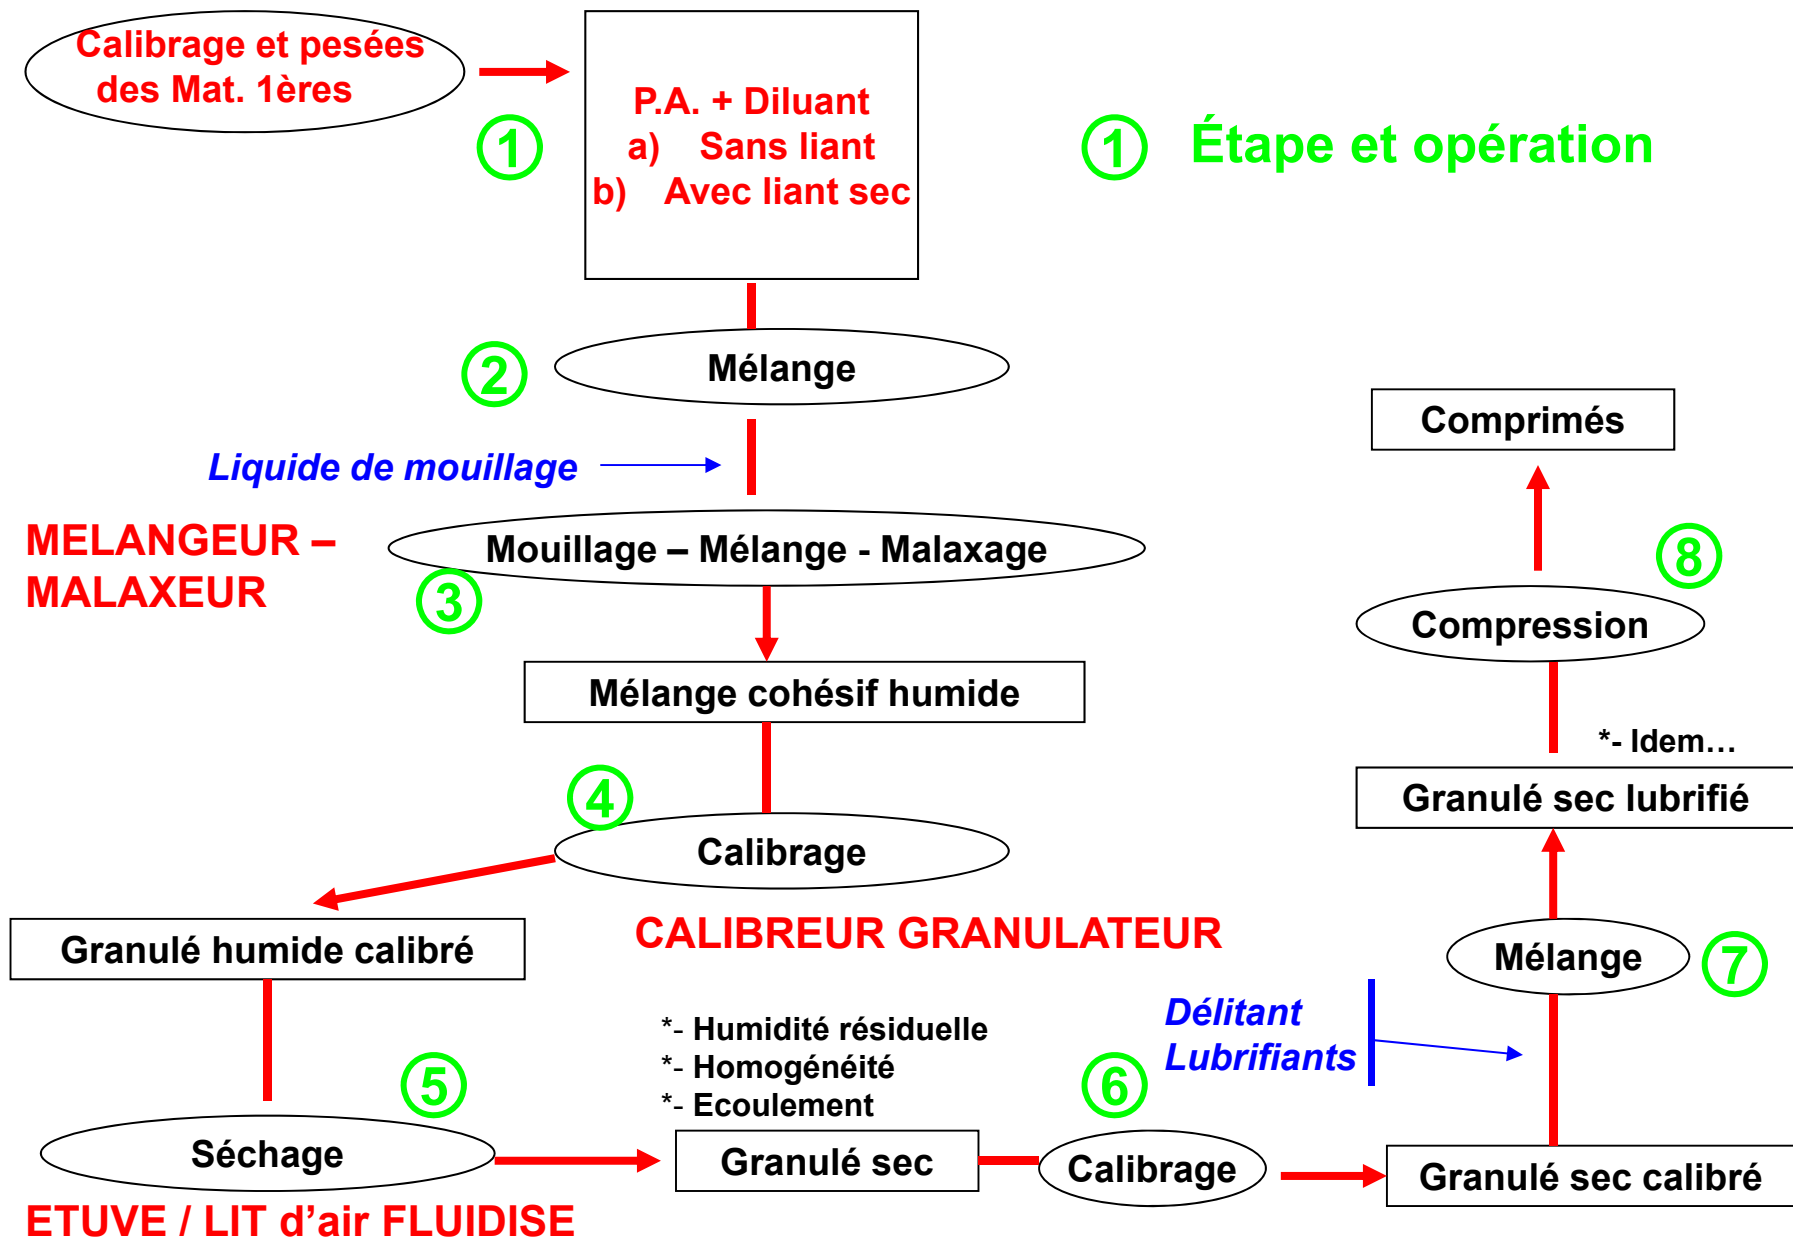 Calibrage et pesées
des Mat. 1ères
1
P.A. + Diluant
a) Sans liant
b) Avec liant sec
1 Étape et opération
2
Mélange
Liquide de mouillage
MELANGEUR –
MALAXEUR
Mouillage – Mélange - Malaxage
3
Mélange cohésif humide
4
Calibrage
CALIBREUR GRANULATEUR
Granulé humide calibré
5
Séchage
ETUVE / LIT d’air FLUIDISE
*- Humidité résiduelle
*- Homogénéité
*- Ecoulement
Granulé sec
6
Calibrage
Granulé sec calibré
Délitant
Lubrifiants
Mélange
7
Granulé sec lubrifié
*- Idem…
Compression
8
Comprimés